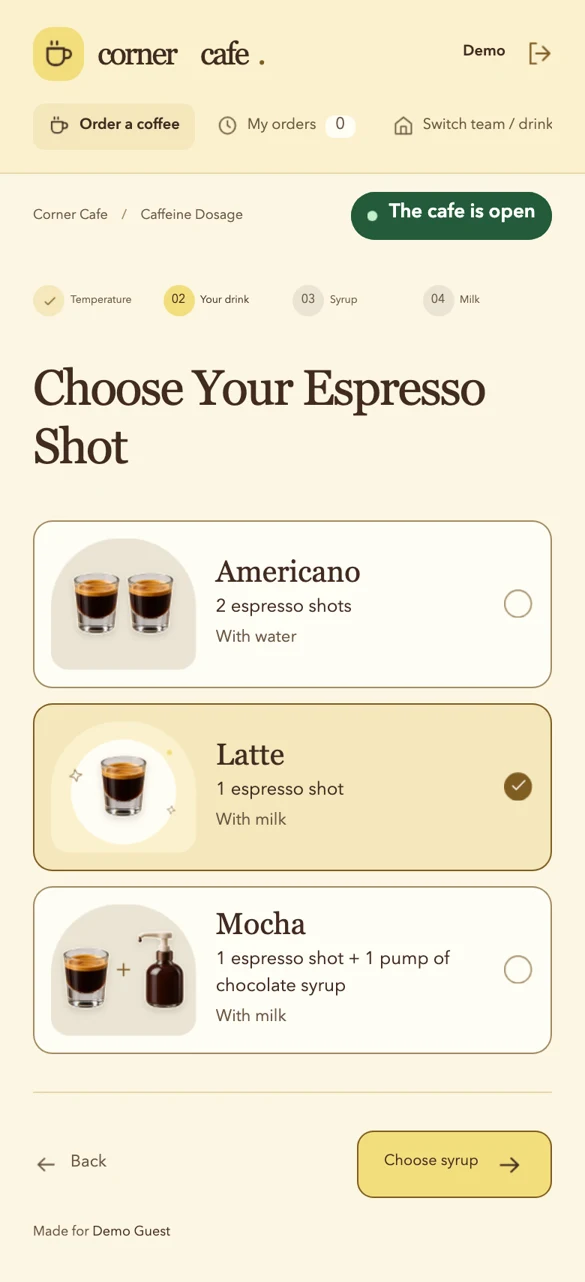 corner cafe .
Demo
Order a coffee
My orders 0
Switch team / drink
Corner Cafe / Caffeine Dosage
The cafe is open
Temperature
02 Your drink
03 Syrup
04 Milk
Choose Your Espresso
Shot
Americano
2 espresso shots
With water
Latte
1 espresso shot
With milk
Mocha
1 espresso shot + 1 pump of
chocolate syrup
With milk
Back
Choose syrup
Made for Demo Guest